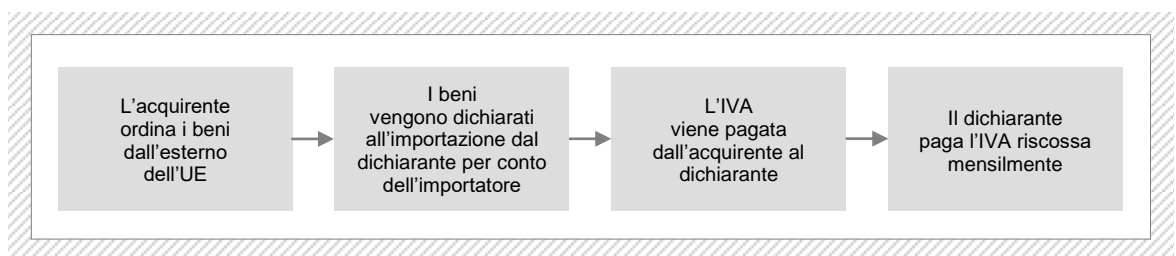 L’acquirente
ordina i beni
dall’esterno
dell’UE
I beni
vengono dichiarati
all’importazione dal
dichiarante per conto
dell’importatore
L’IVA
viene pagata
dall’acquirente al
dichiarante
Il dichiarante
paga l’IVA riscossa
mensilmente